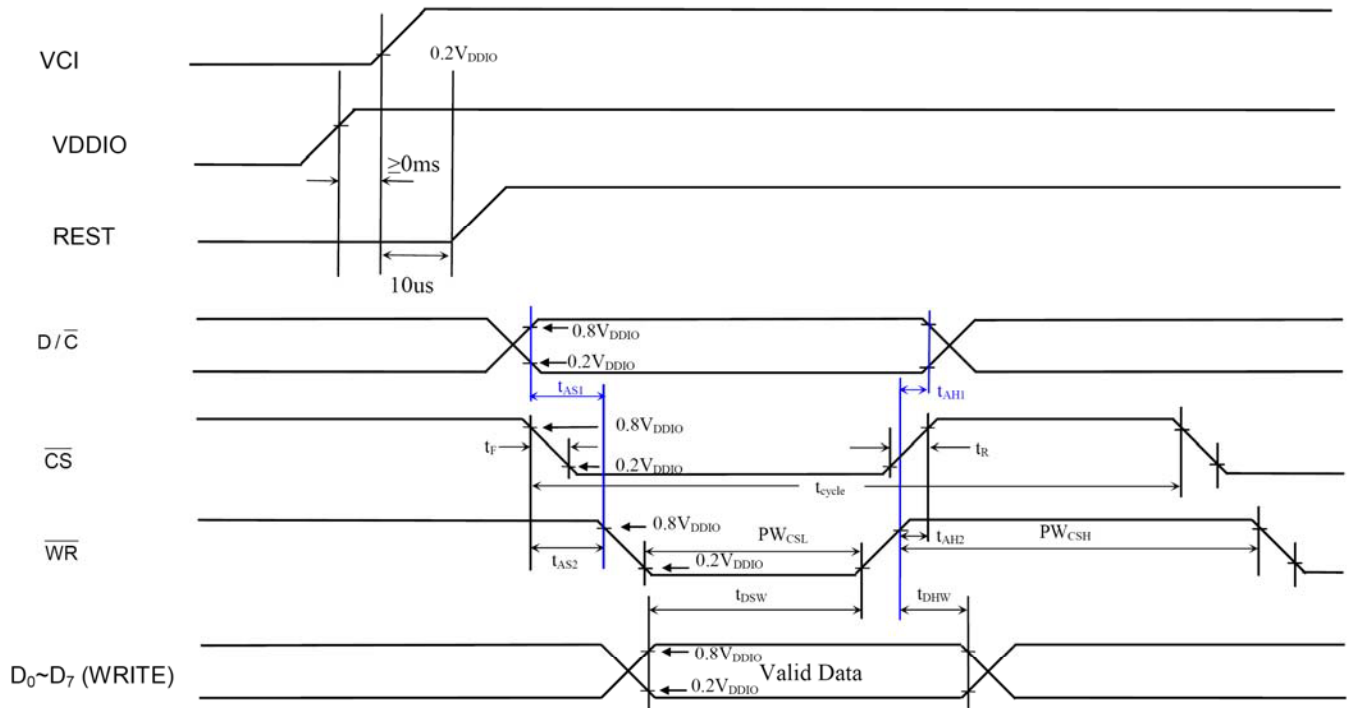 VCI
0.2VDDIO
VDDIO
≥0ms
REST
10us
D/C̅
0.8VDDIO
0.2VDDIO
tAS1
tAH1
C̅S̅
tF
0.8VDDIO
0.2VDDIO
tR
tcycle
W̅R̅
0.8VDDIO
PWCSL
tAH2
PWCSH
tAS2
0.2VDDIO
tDSW
tDHW
D0~D7 (WRITE)
0.8VDDIO
Valid Data
0.2VDDIO